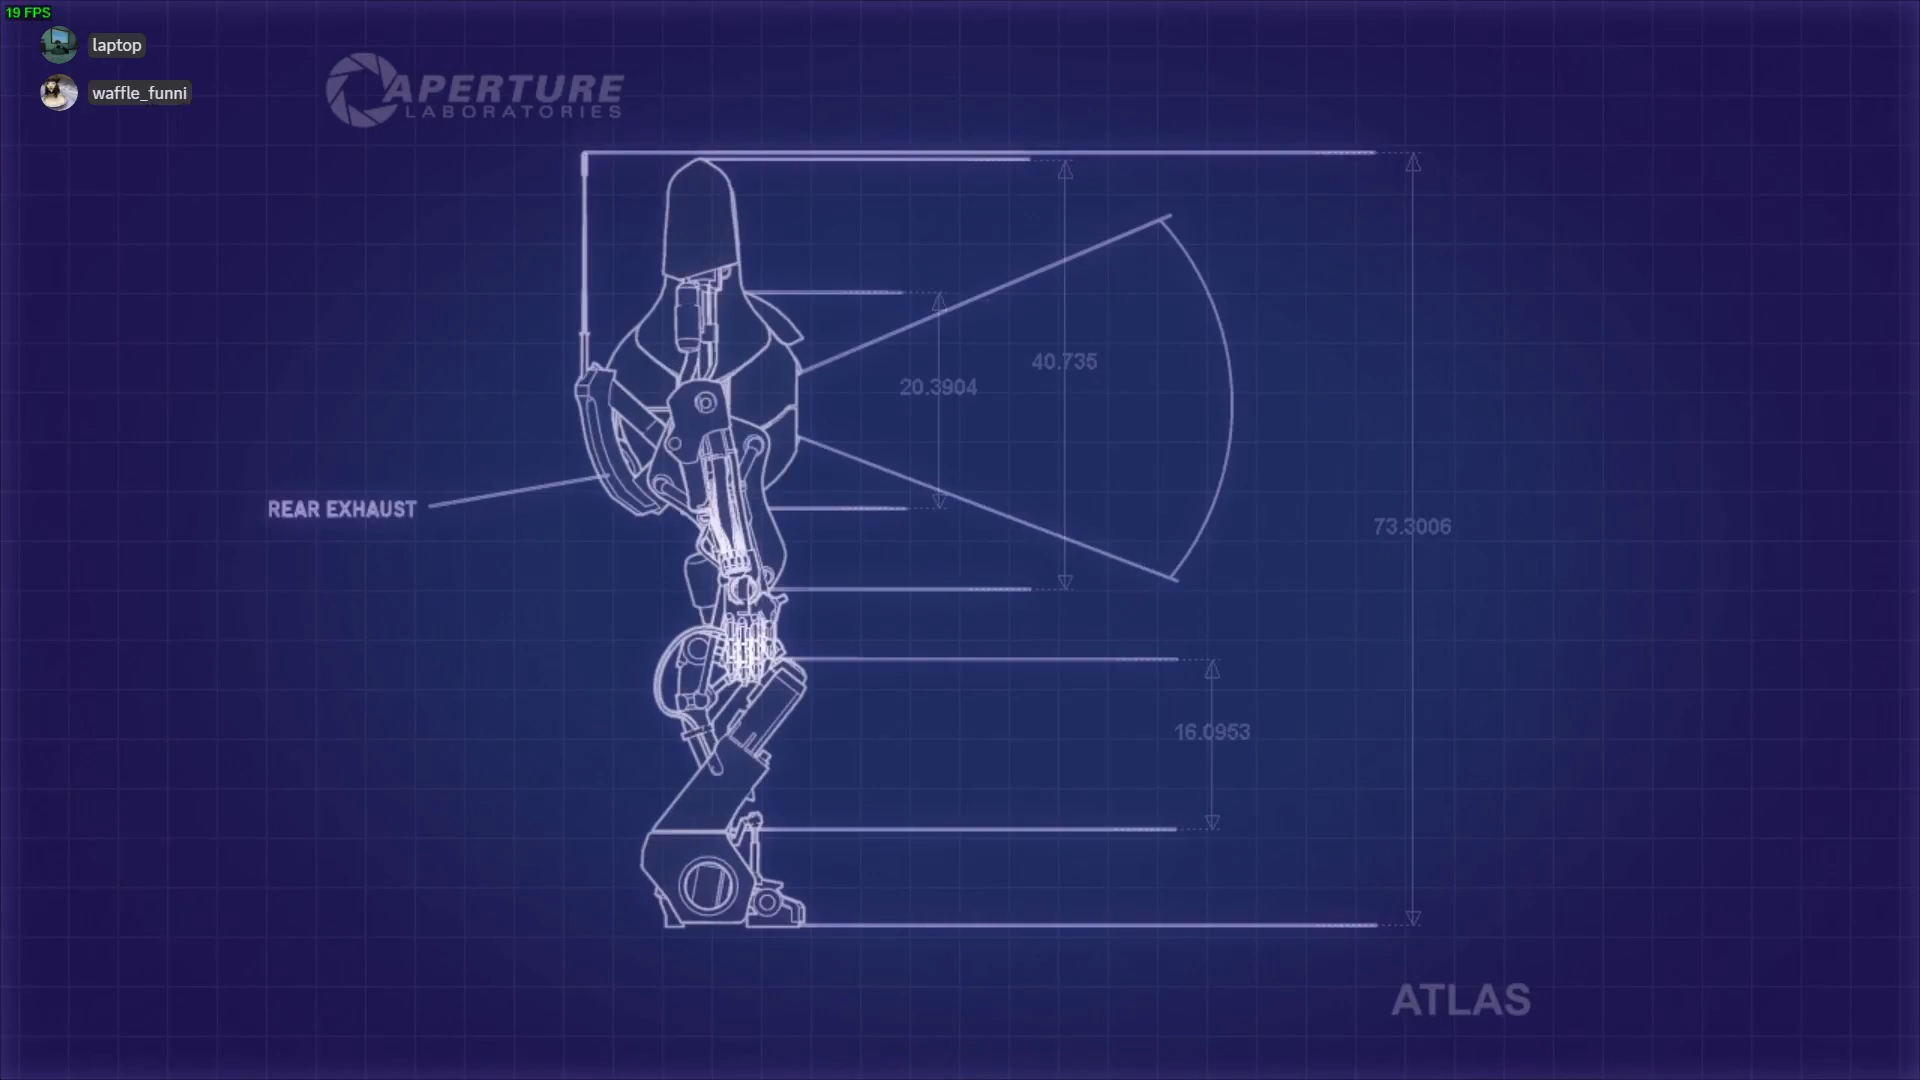 19 FPS
laptop
waffle_funni
APERTURE
LABORATORIES
40.735
20.3904
REAR EXHAUST
73.3006
16.0953
ATLAS